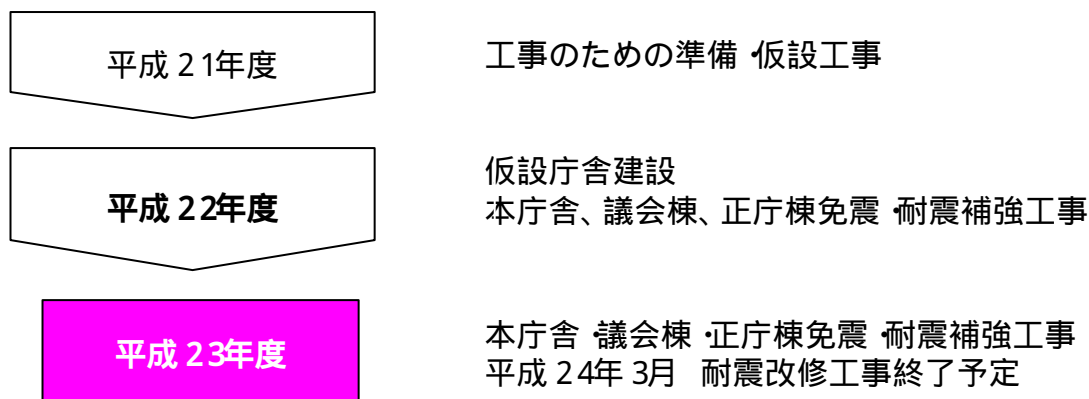 平成21年度
工事のための準備・仮設工事
平成22年度
仮設庁舎建設
本庁舎、議会棟、正庁棟免震・耐震補強工事
平成23年度
本庁舎・議会棟・正庁棟免震・耐震補強工事
平成24年3月 耐震改修工事終了予定